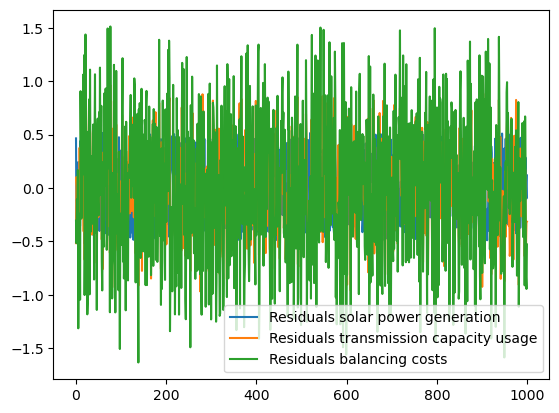 1.5
1.0
0.5
0.0
−0.5
−1.0
−1.5
Residuals solar power generation
Residuals transmission capacity usage
Residuals balancing costs
0 200 400 600 800 1000